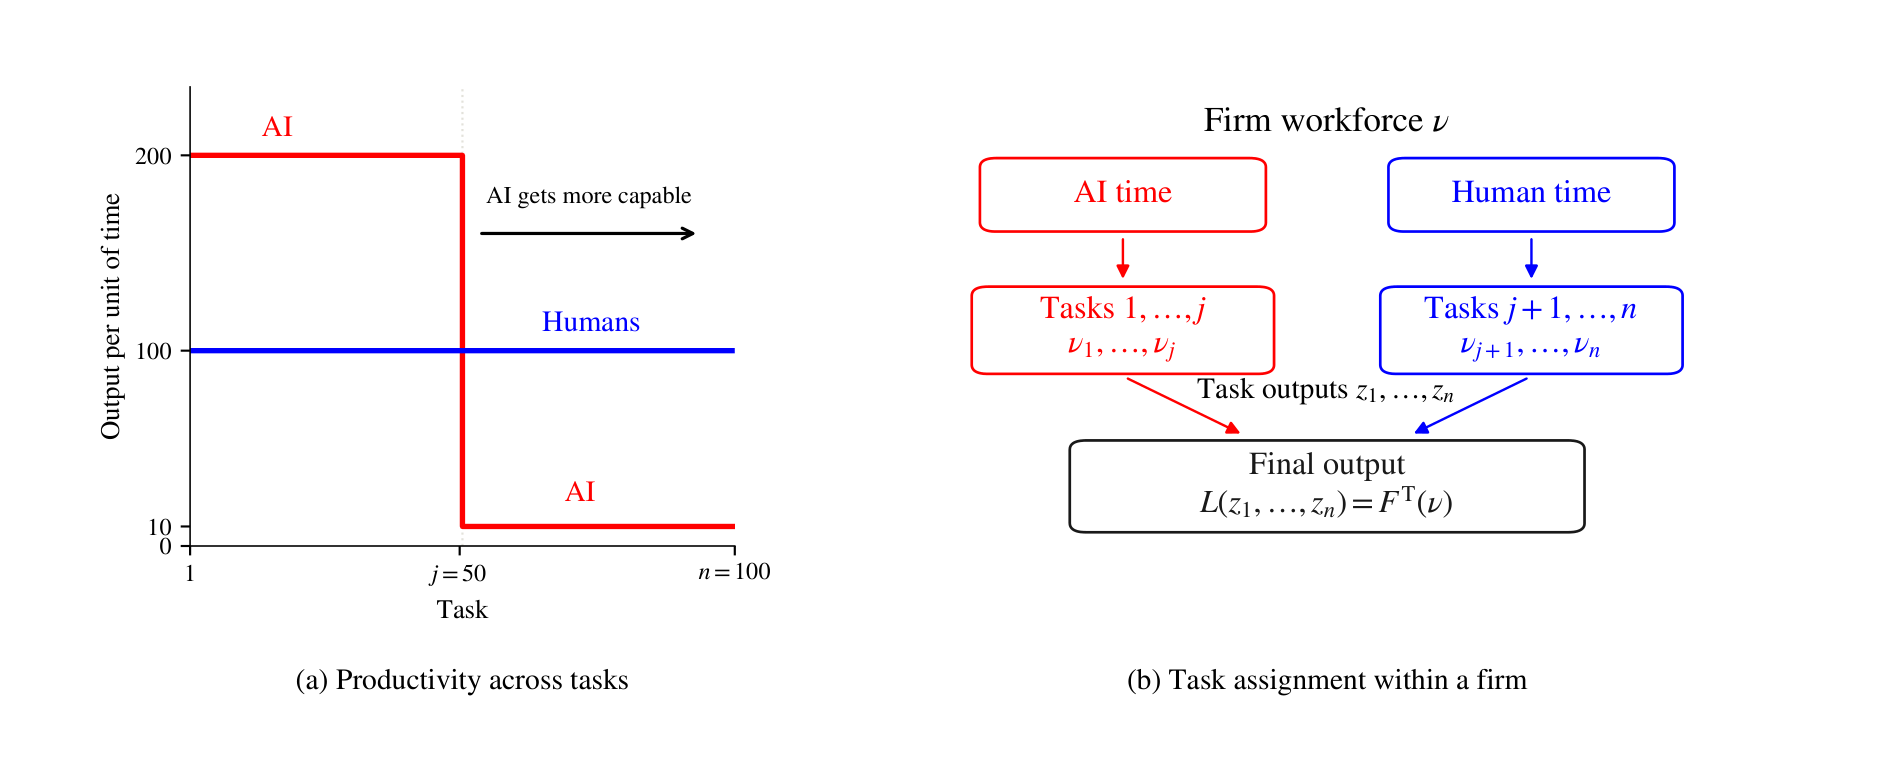 AI
200
AI gets more capable
Output per unit of time
Humans
100
AI
10
0
1
j = 50
n = 100
Task
(a) Productivity across tasks
Firm workforce ν
AI time
Human time
Tasks 1, …, j
ν₁, …, νⱼ
Tasks j + 1, …, n
νⱼ₊₁, …, νₙ
Task outputs z₁, …, zₙ
Final output
L(z₁, …, zₙ) = Fᵀ(ν)
(b) Task assignment within a firm